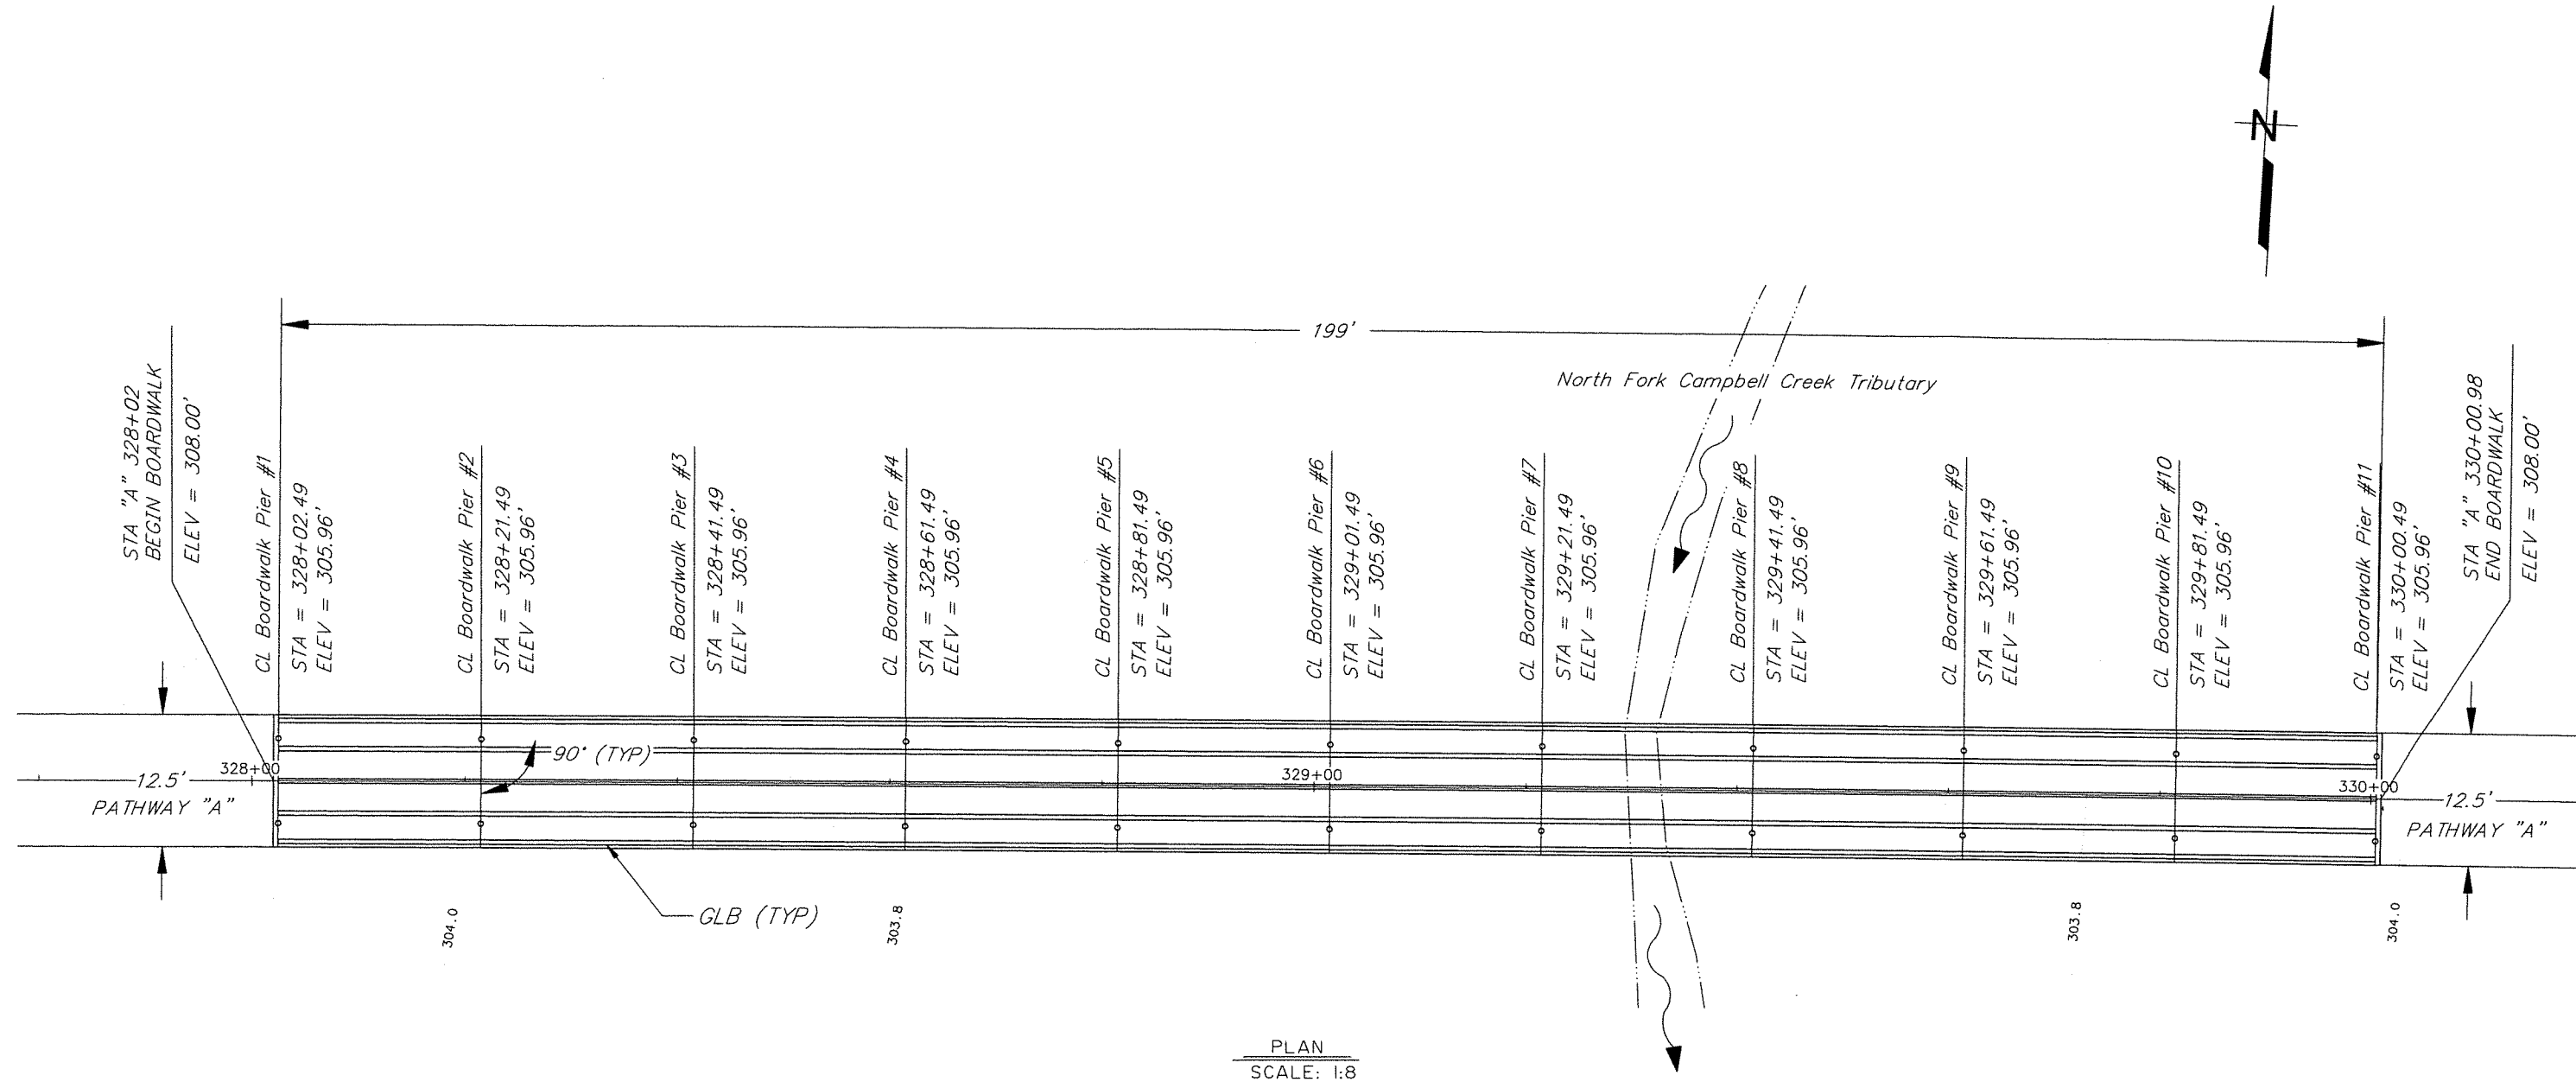 N
199'
North Fork Campbell Creek Tributary
STA "A" 328+02
BEGIN BOARDWALK
ELEV = 308.00'
CL Boardwalk Pier #1
STA = 328+02.49
ELEV = 305.96'
CL Boardwalk Pier #2
STA = 328+21.49
ELEV = 305.96'
CL Boardwalk Pier #3
STA = 328+41.49
ELEV = 305.96'
CL Boardwalk Pier #4
STA = 328+61.49
ELEV = 305.96'
CL Boardwalk Pier #5
STA = 328+81.49
ELEV = 305.96'
CL Boardwalk Pier #6
STA = 329+01.49
ELEV = 305.96'
CL Boardwalk Pier #7
STA = 329+21.49
ELEV = 305.96'
CL Boardwalk Pier #8
STA = 329+41.49
ELEV = 305.96'
CL Boardwalk Pier #9
STA = 329+61.49
ELEV = 305.96'
CL Boardwalk Pier #10
STA = 329+81.49
ELEV = 305.96'
CL Boardwalk Pier #11
STA = 330+00.49
ELEV = 305.96'
STA "A" 330+00.98
END BOARDWALK
ELEV = 308.00'
90° (TYP)
328+00
329+00
330+00
12.5'
PATHWAY "A"
12.5'
PATHWAY "A"
GLB (TYP)
304.0
303.8
303.8
304.0
PLAN
SCALE: 1:8